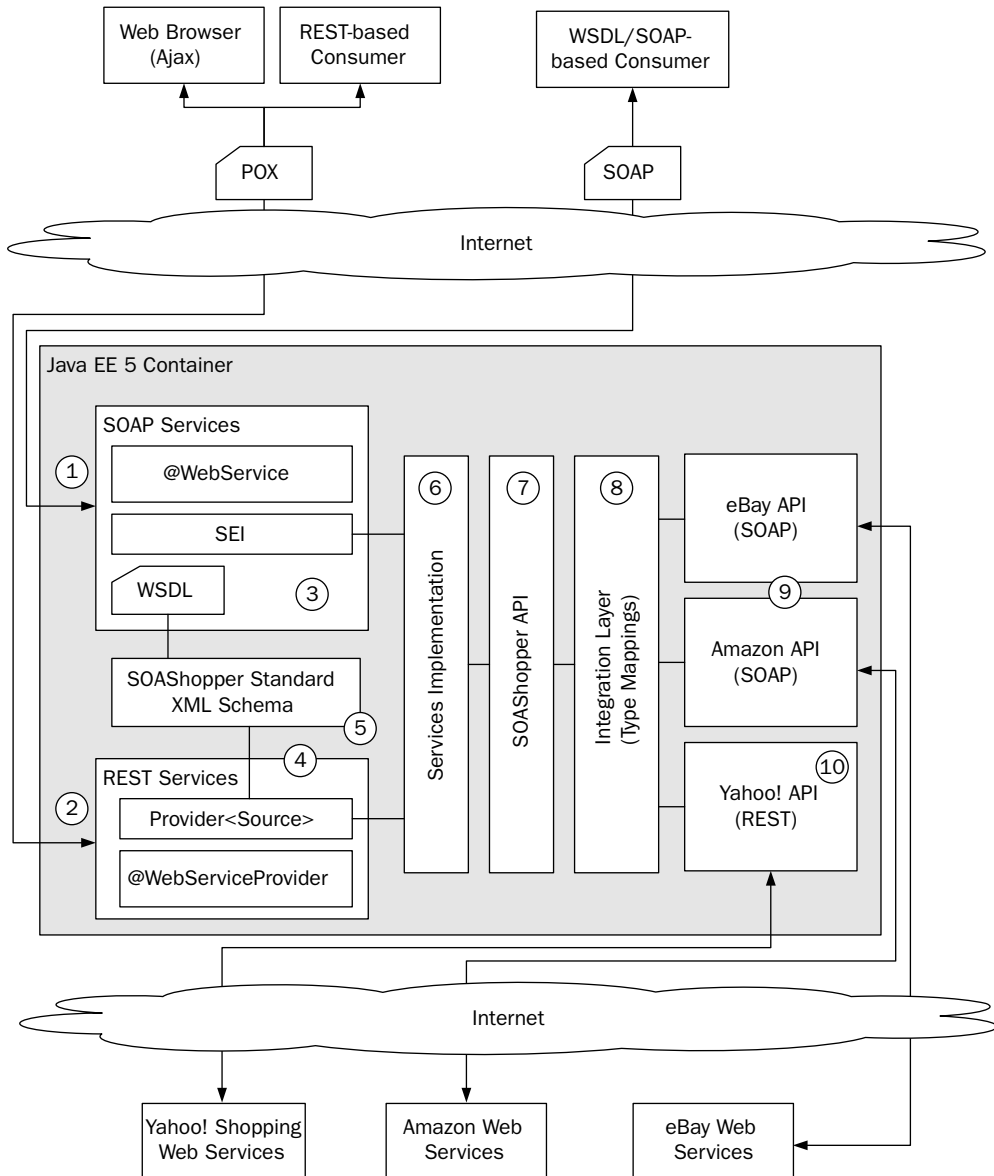 Web Browser
(Ajax)
REST-based
Consumer
WSDL/SOAP-
based Consumer
POX
SOAP
Internet
Java EE 5 Container
SOAP Services
1
@WebService
SEI
WSDL
3
SOAShopper Standard
XML Schema
5
4
REST Services
2
Provider<Source>
@WebServiceProvider
6
Services Implementation
7
SOAShopper API
8
Integration Layer
(Type Mappings)
eBay API
(SOAP)
9
Amazon API
(SOAP)
10
Yahoo! API
(REST)
Internet
Yahoo! Shopping
Web Services
Amazon Web
Services
eBay Web
Services